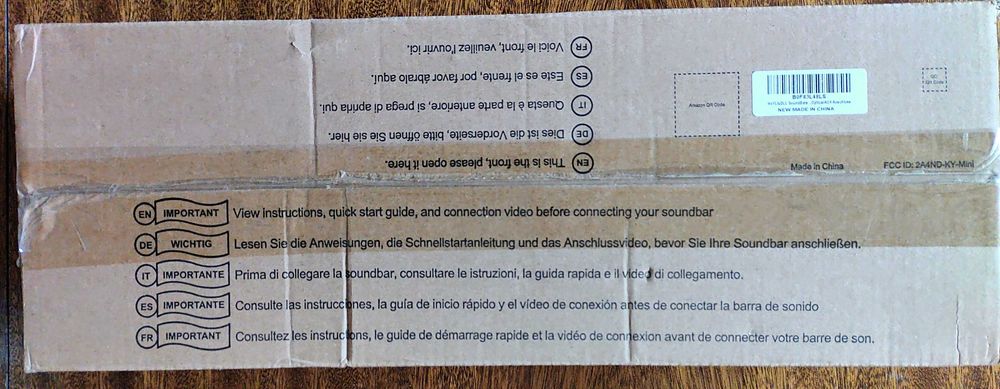 FR Voici le front, veuillez l'ouvrir ici.
ES Este es el frente, por favor ábralo aquí.
IT Questa è la parte anteriore, si prega di aprirla qui.
DE Dies ist die Vorderseite, bitte öffnen Sie sie hier.
EN This is the front, please open it here.
Amazon QR Code
NEW MADE IN CHINA
QC
QR Code
Made in China
FCC ID: 2A4ND-KY-Mini
EN IMPORTANT View instructions, quick start guide, and connection video before connecting your soundbar
DE WICHTIG Lesen Sie die Anweisungen, die Schnellstartanleitung und das Anschlussvideo, bevor Sie Ihre Soundbar anschließen.
IT IMPORTANTE Prima di collegare la soundbar, consultare le istruzioni, la guida rapida e il video di collegamento.
ES IMPORTANTE Consulte las instrucciones, la guía de inicio rápido y el vídeo de conexión antes de conectar la barra de sonido
FR IMPORTANT Consultez les instructions, le guide de démarrage rapide et la vidéo de connexion avant de connecter votre barre de son.